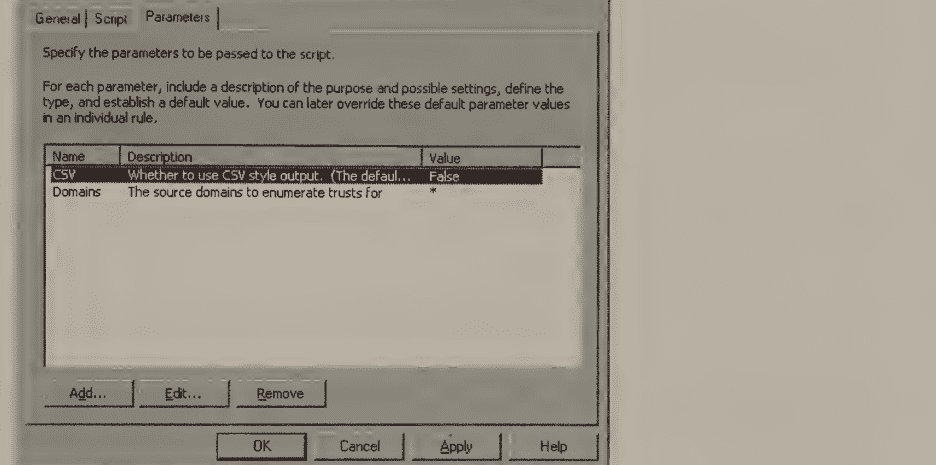 General Script Parameters
Specify the parameters to be passed to the script.
For each parameter, include a description of the purpose and possible settings, define the
type, and establish a default value. You can later override these default parameter values
in an individual rule.
Name Description Value
CSV Whether to use CSV style output. (The defaul... False
Domains The source domains to enumerate trusts for *
Add... Edit... Remove
OK Cancel Apply Help